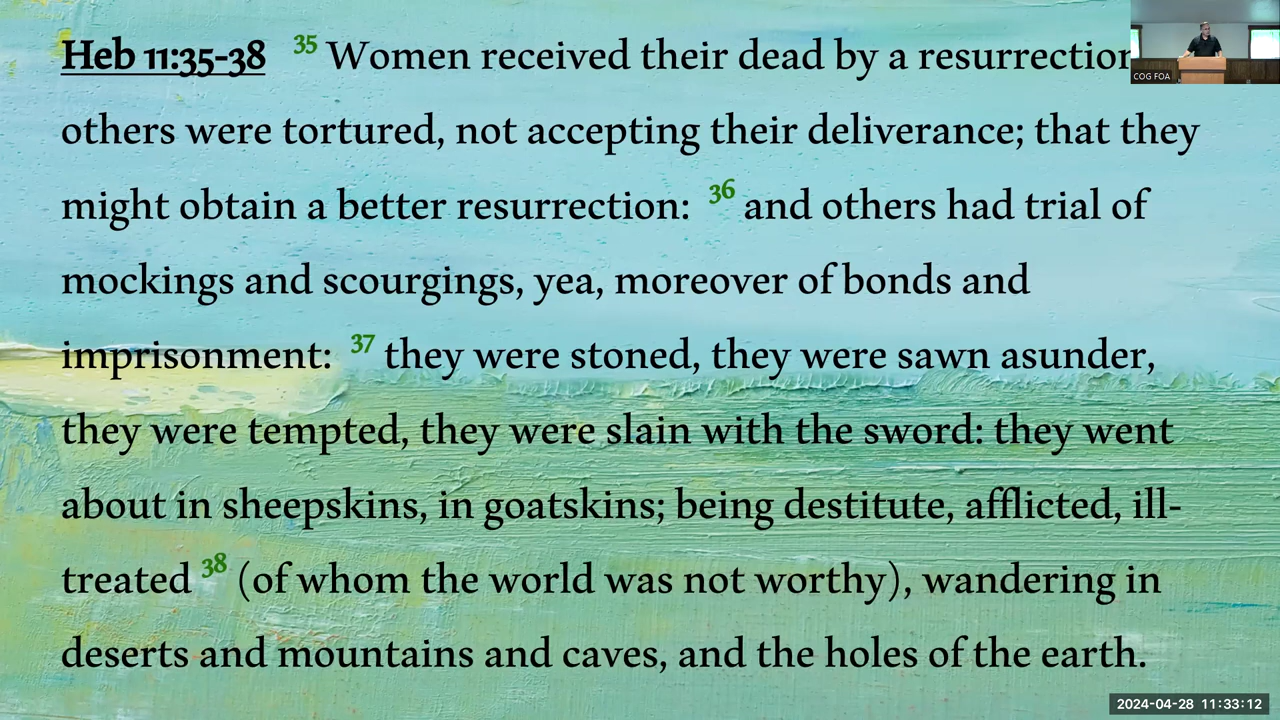 Heb 11:35-38 35 Women received their dead by a resurrection
others were tortured, not accepting their deliverance; that they
might obtain a better resurrection: 36 and others had trial of
mockings and scourgings, yea, moreover of bonds and
imprisonment: 37 they were stoned, they were sawn asunder,
they were tempted, they were slain with the sword: they went
about in sheepskins, in goatskins; being destitute, afflicted, ill-
treated 38 (of whom the world was not worthy), wandering in
deserts and mountains and caves, and the holes of the earth.
COG FOA
2024-04-28 11:33:12